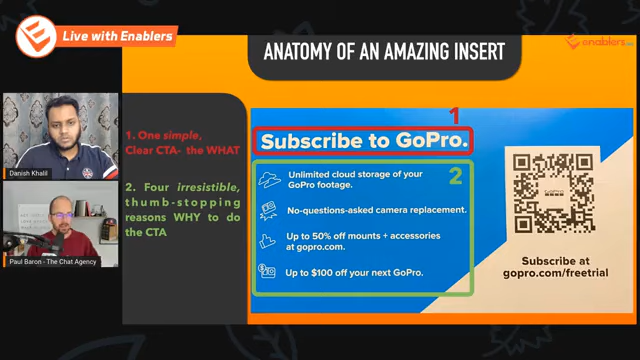 Live with Enablers
ANATOMY OF AN AMAZING INSERT
enablers
1. One simple,
Clear CTA- the WHAT
2. Four irresistible,
thumb-stopping
reasons WHY to do
the CTA
1
Subscribe to GoPro.
2
Unlimited cloud storage of your
GoPro footage.
No-questions-asked camera replacement.
Up to 50% off mounts + accessories
at gopro.com.
Up to $100 off your next GoPro.
GoPro
Subscribe at
gopro.com/freetrial
Danish Khalil
Paul Baron - The Chat Agency